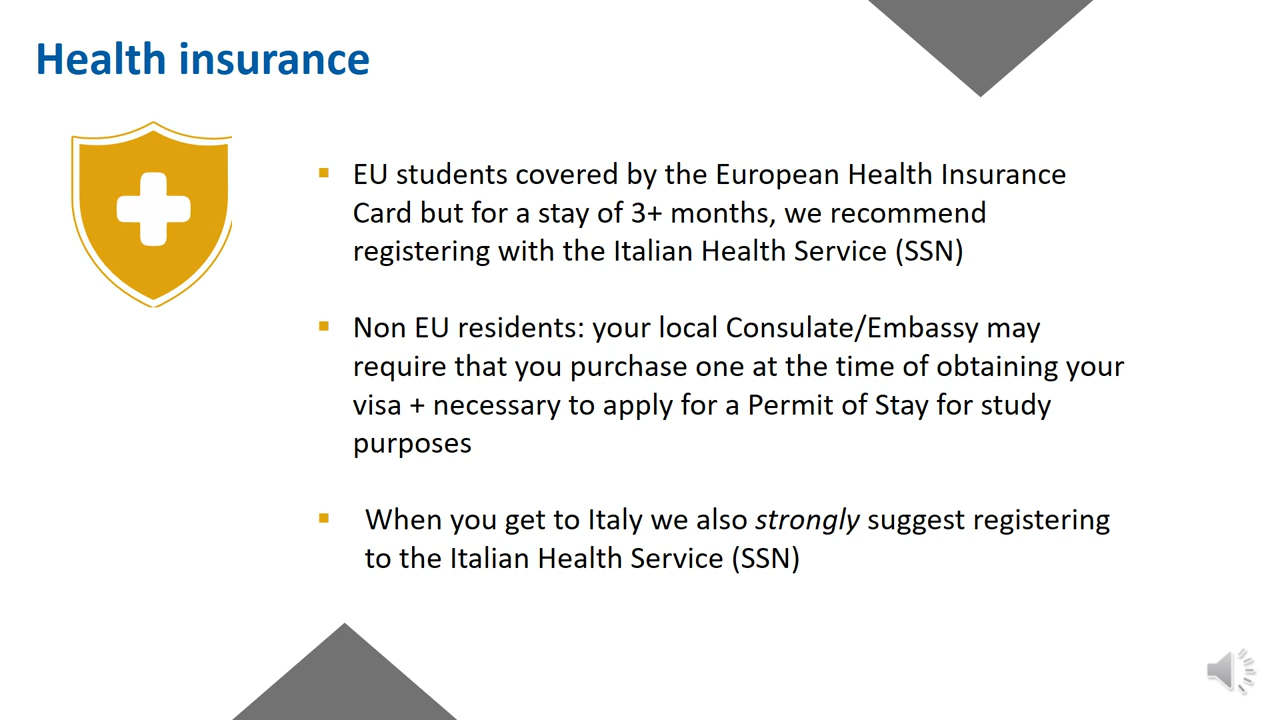 Health insurance
▪ EU students covered by the European Health Insurance
Card but for a stay of 3+ months, we recommend
registering with the Italian Health Service (SSN)
▪ Non EU residents: your local Consulate/Embassy may
require that you purchase one at the time of obtaining your
visa + necessary to apply for a Permit of Stay for study
purposes
▪ When you get to Italy we also strongly suggest registering
to the Italian Health Service (SSN)